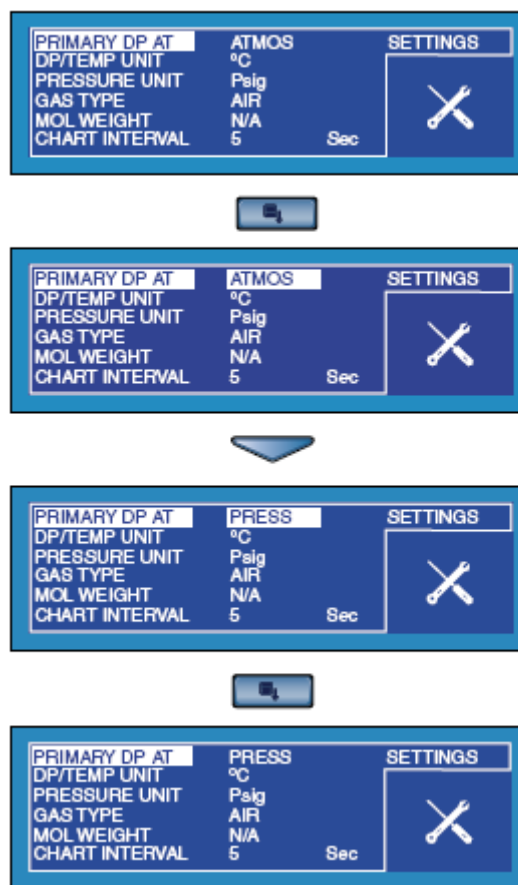 PRIMARY DP AT ATMOS SETTINGS
DP/TEMP UNIT ºC
PRESSURE UNIT Psig
GAS TYPE AIR
MOL WEIGHT N/A
CHART INTERVAL 5 Sec
PRIMARY DP AT ATMOS SETTINGS
DP/TEMP UNIT ºC
PRESSURE UNIT Psig
GAS TYPE AIR
MOL WEIGHT N/A
CHART INTERVAL 5 Sec
PRIMARY DP AT PRESS SETTINGS
DP/TEMP UNIT ºC
PRESSURE UNIT Psig
GAS TYPE AIR
MOL WEIGHT N/A
CHART INTERVAL 5 Sec
PRIMARY DP AT PRESS SETTINGS
DP/TEMP UNIT ºC
PRESSURE UNIT Psig
GAS TYPE AIR
MOL WEIGHT N/A
CHART INTERVAL 5 Sec